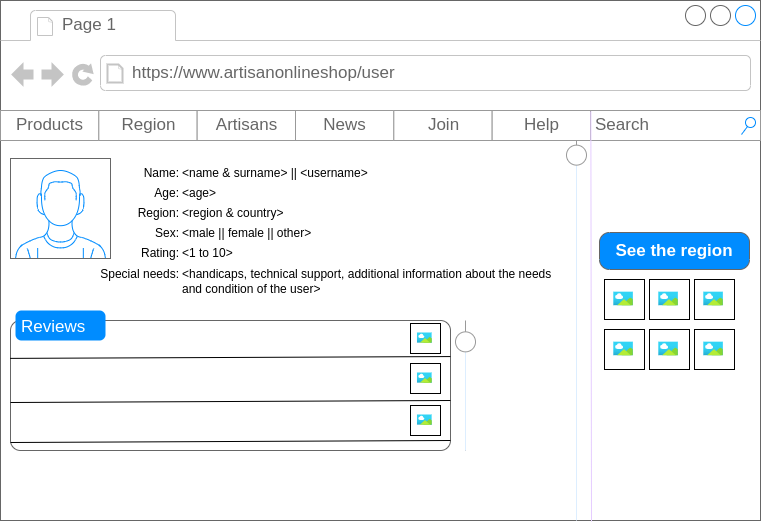 Page 1
https://www.artisanonlineshop/user
Products Region Artisans News Join Help Search
Name: <name & surname> || <username>
Age: <age>
Region: <region & country>
Sex: <male || female || other>
Rating: <1 to 10>
Special needs: <handicaps, technical support, additional information about the needs
and condition of the user>
See the region
Reviews